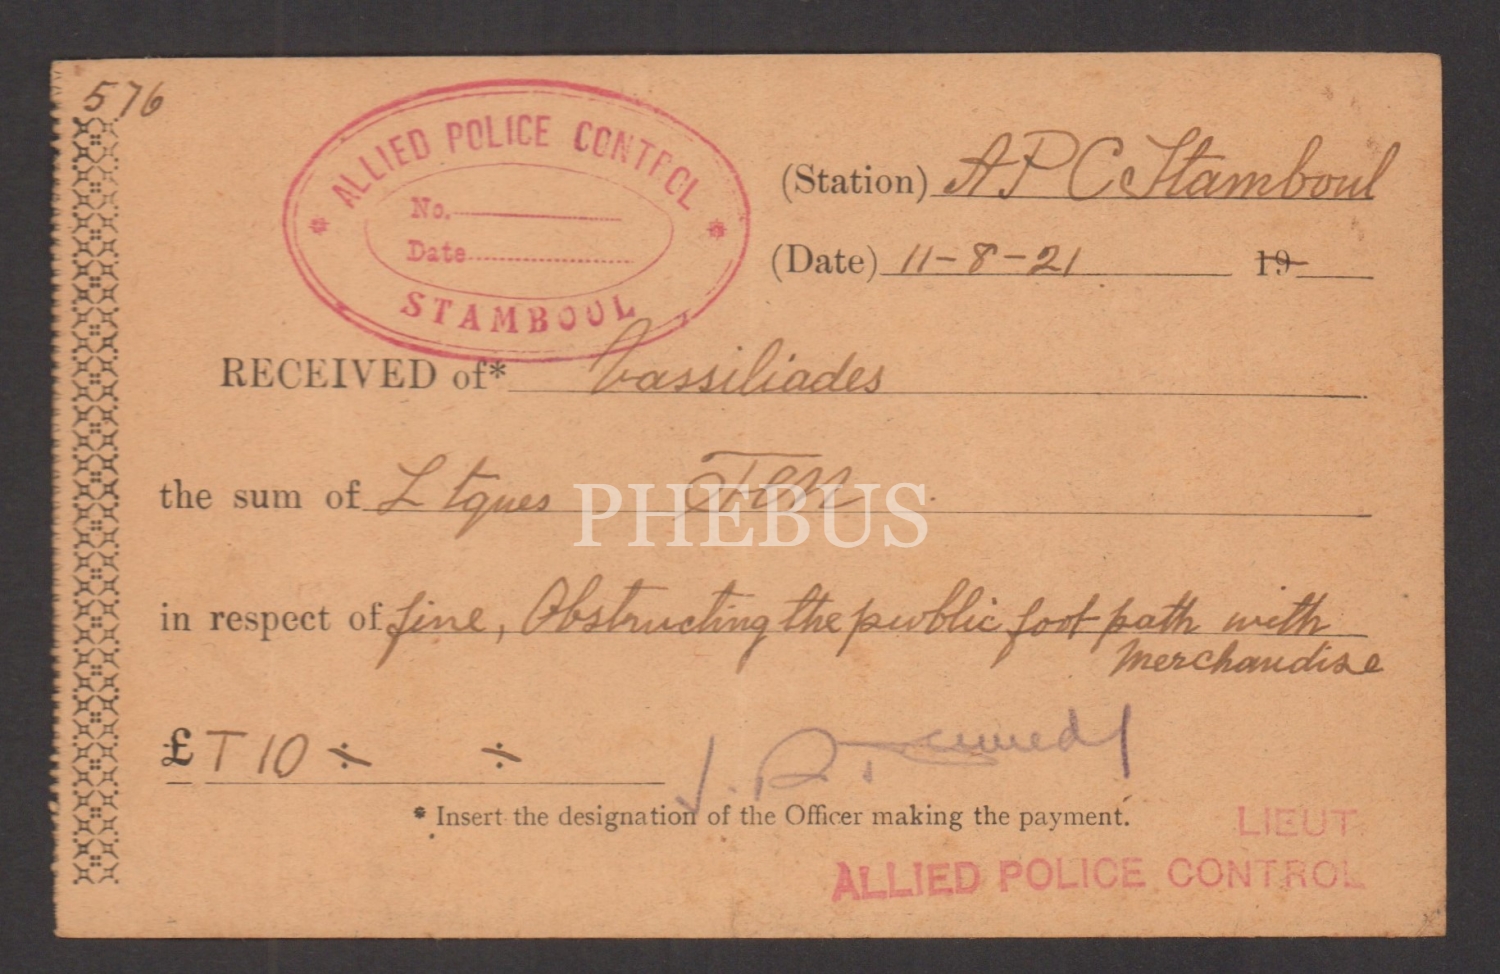 576
ALLIED POLICE CONTROL
No.
Date
STAMBOUL
(Station) A P C Stamboul
(Date) 11-8-21 19
RECEIVED of* Vassiliades
the sum of L tques Ten
PHEBUS
in respect of fine, Obstructing the public foot path with
merchandise
£ T 10 ÷ ÷
J. R. Kennedy
* Insert the designation of the Officer making the payment.
LIEUT
ALLIED POLICE CONTROL